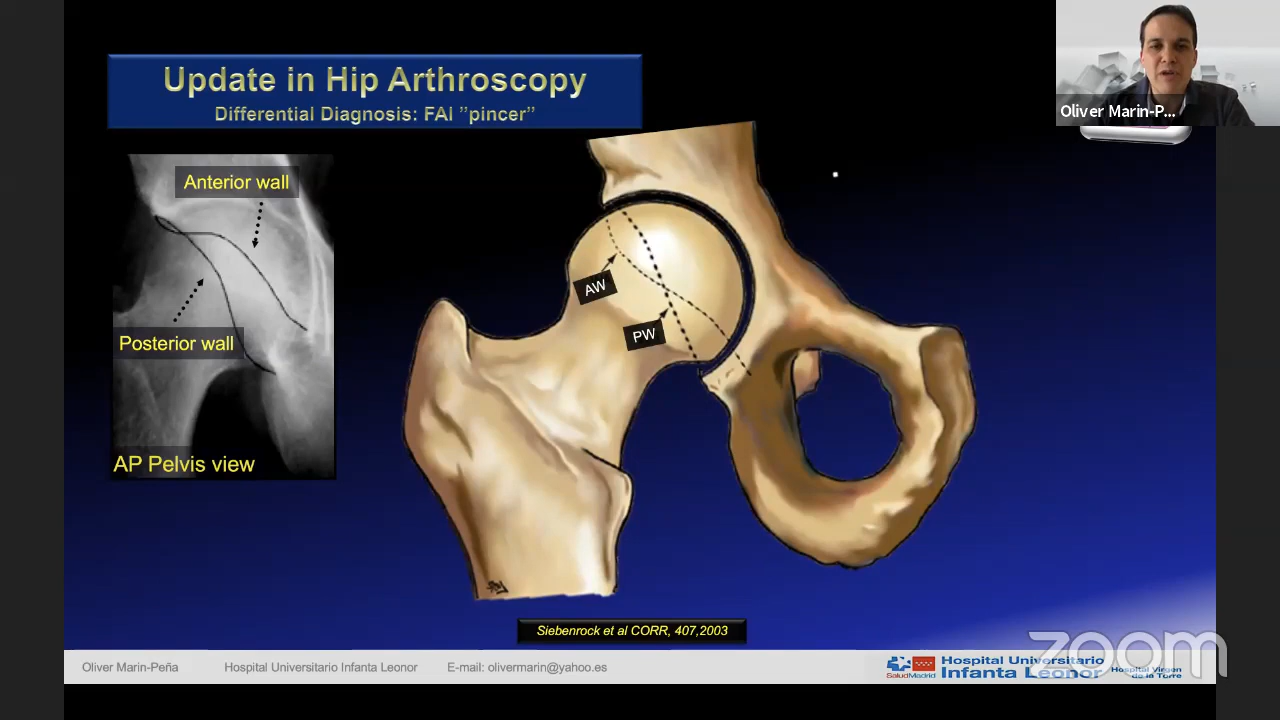 Update in Hip Arthroscopy
Differential Diagnosis: FAI ”pincer”
Oliver Marin-P...
Anterior wall
AW
PW
Posterior wall
AP Pelvis view
Siebenrock et al CORR, 407,2003
Oliver Marin-Peña
Hospital Universitario Infanta Leonor
E-mail: olivermarin@yahoo.es
SaludMadrid
Hospital Universitario
Infanta Leonor
Hospital Virgen
de la Torre
zoom